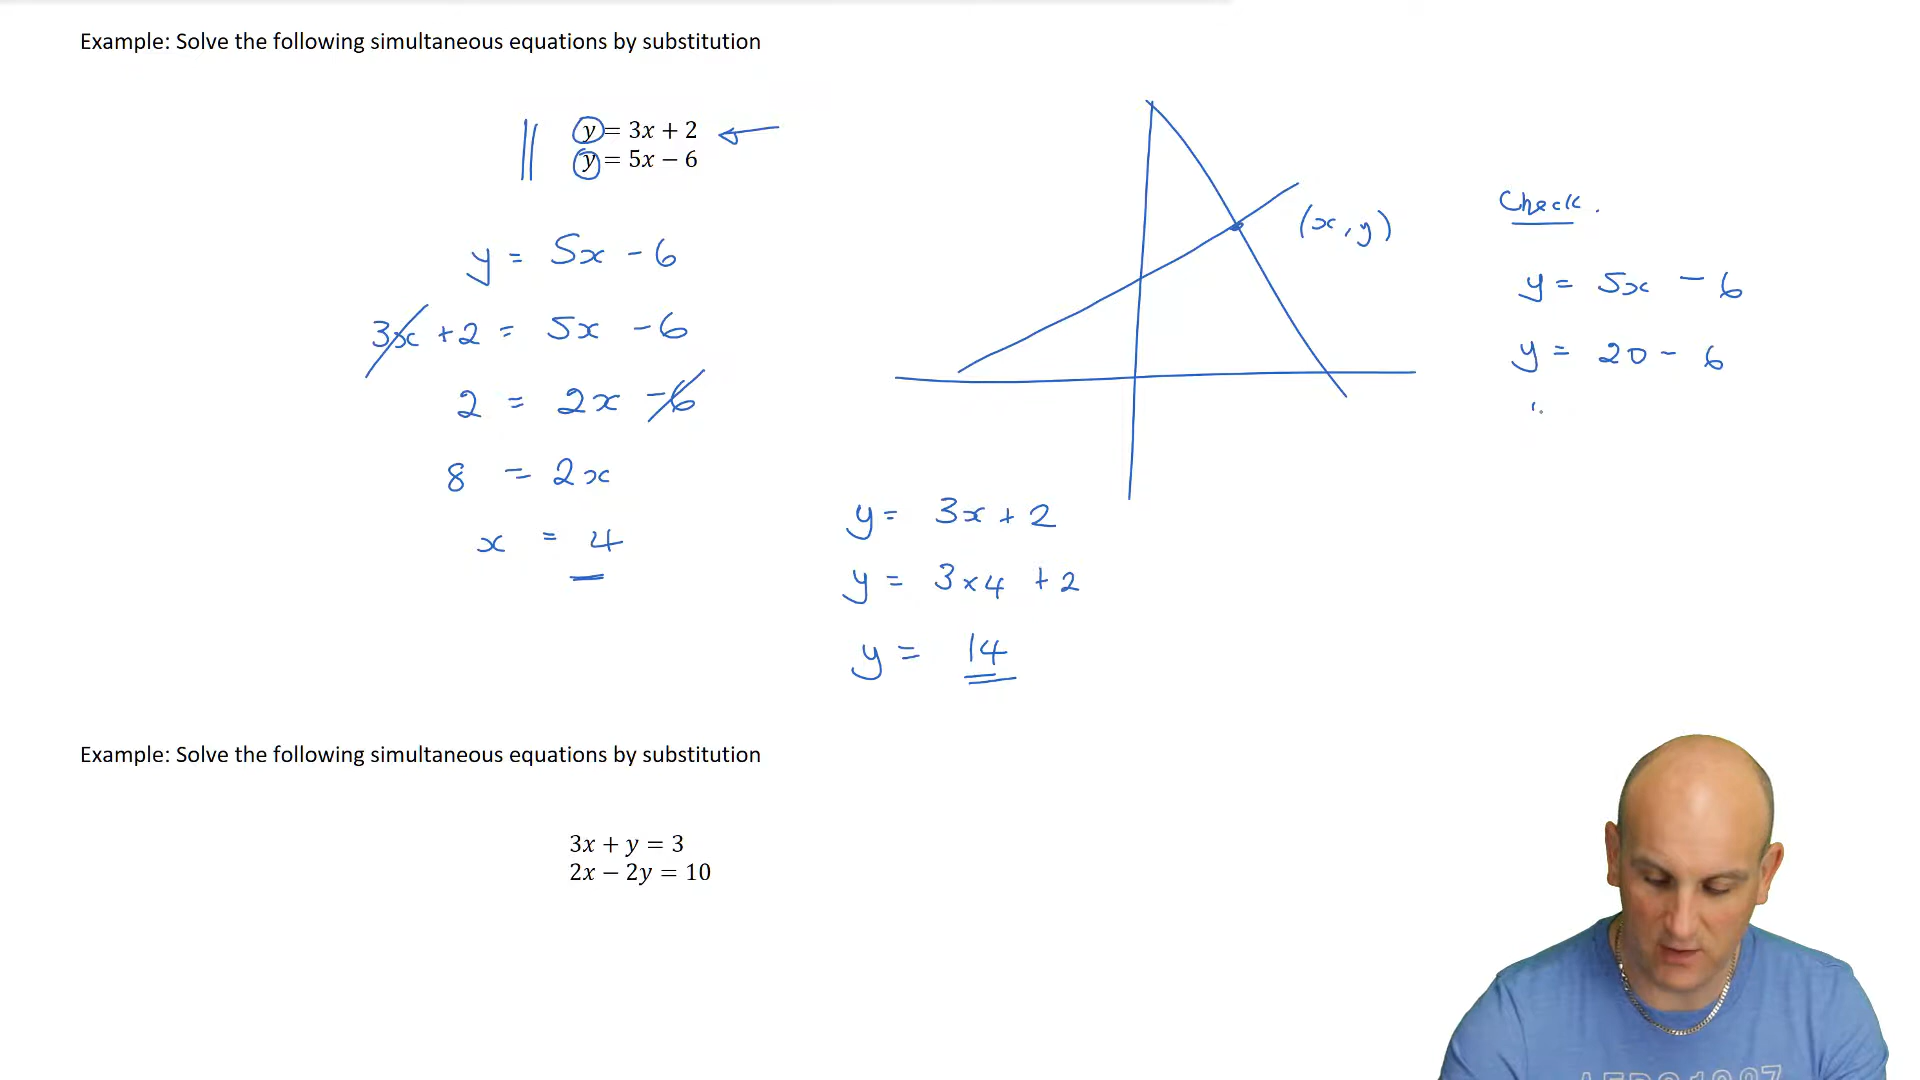 Example: Solve the following simultaneous equations by substitution
y = 3x + 2
y = 5x − 6
y = 5x - 6
3x + 2 = 5x - 6
2 = 2x - 6
8 = 2x
x = 4
(x, y)
y = 3x + 2
y = 3 x 4 + 2
y = 14
Check.
y = 5x - 6
y = 20 - 6
Example: Solve the following simultaneous equations by substitution
3x + y = 3
2x − 2y = 10